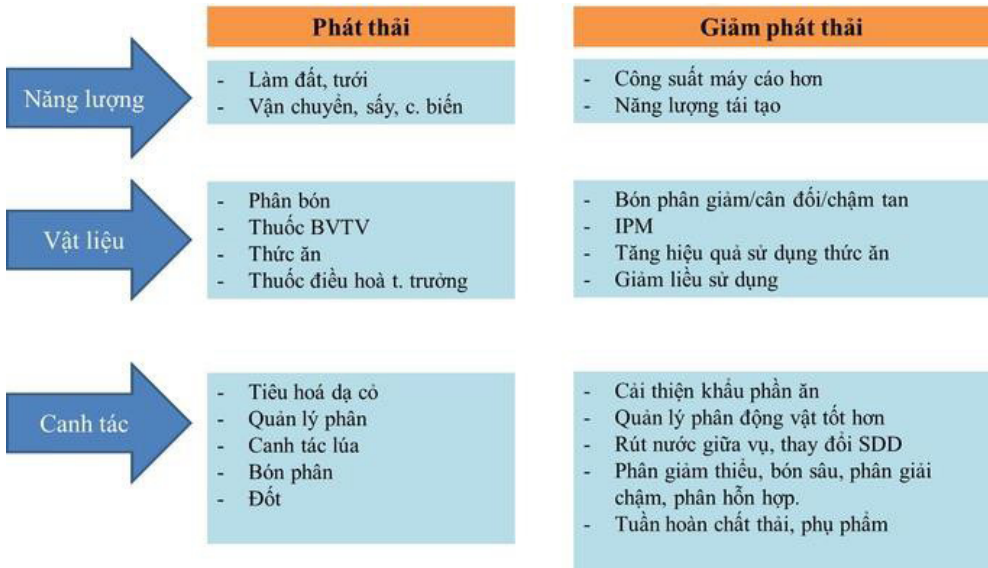 Phát thải
Giảm phát thải
Năng lượng
- Làm đất, tưới
- Vận chuyển, sấy, c. biến
- Công suất máy cáo hơn
- Năng lượng tái tạo
Vật liệu
- Phân bón
- Thuốc BVTV
- Thức ăn
- Thuốc điều hoà t. trưởng
- Bón phân giảm/cân đối/chậm tan
- IPM
- Tăng hiệu quả sử dụng thức ăn
- Giảm liều sử dụng
Canh tác
- Tiêu hoá dạ cỏ
- Quản lý phân
- Canh tác lúa
- Bón phân
- Đốt
- Cải thiện khẩu phần ăn
- Quản lý phân động vật tốt hơn
- Rút nước giữa vụ, thay đổi SDD
- Phân giảm thiểu, bón sâu, phân giải
chậm, phân hỗn hợp.
- Tuần hoàn chất thải, phụ phẩm